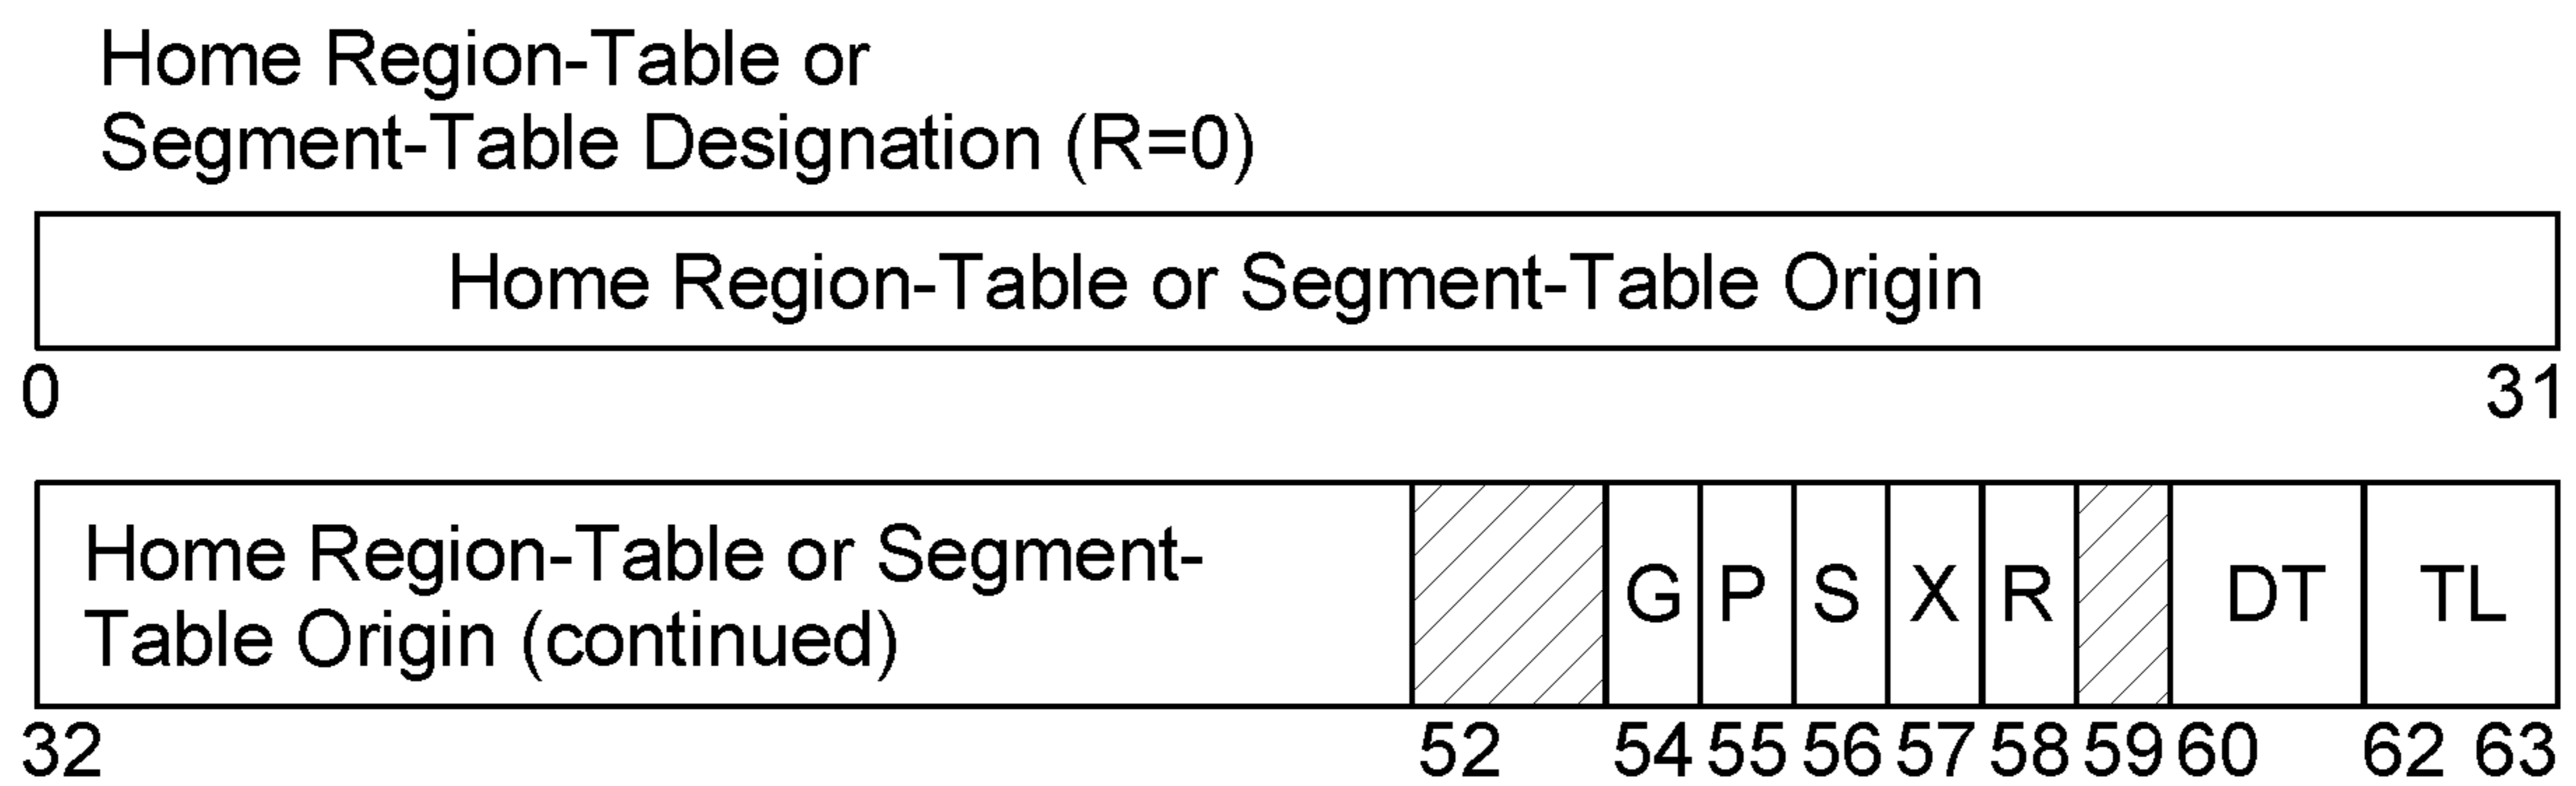 Home Region-Table or
Segment-Table Designation (R=0)
Home Region-Table or Segment-Table Origin
0 31
Home Region-Table or Segment-
Table Origin (continued)
G P S X R DT TL
32 52 54 55 56 57 58 59 60 62 63